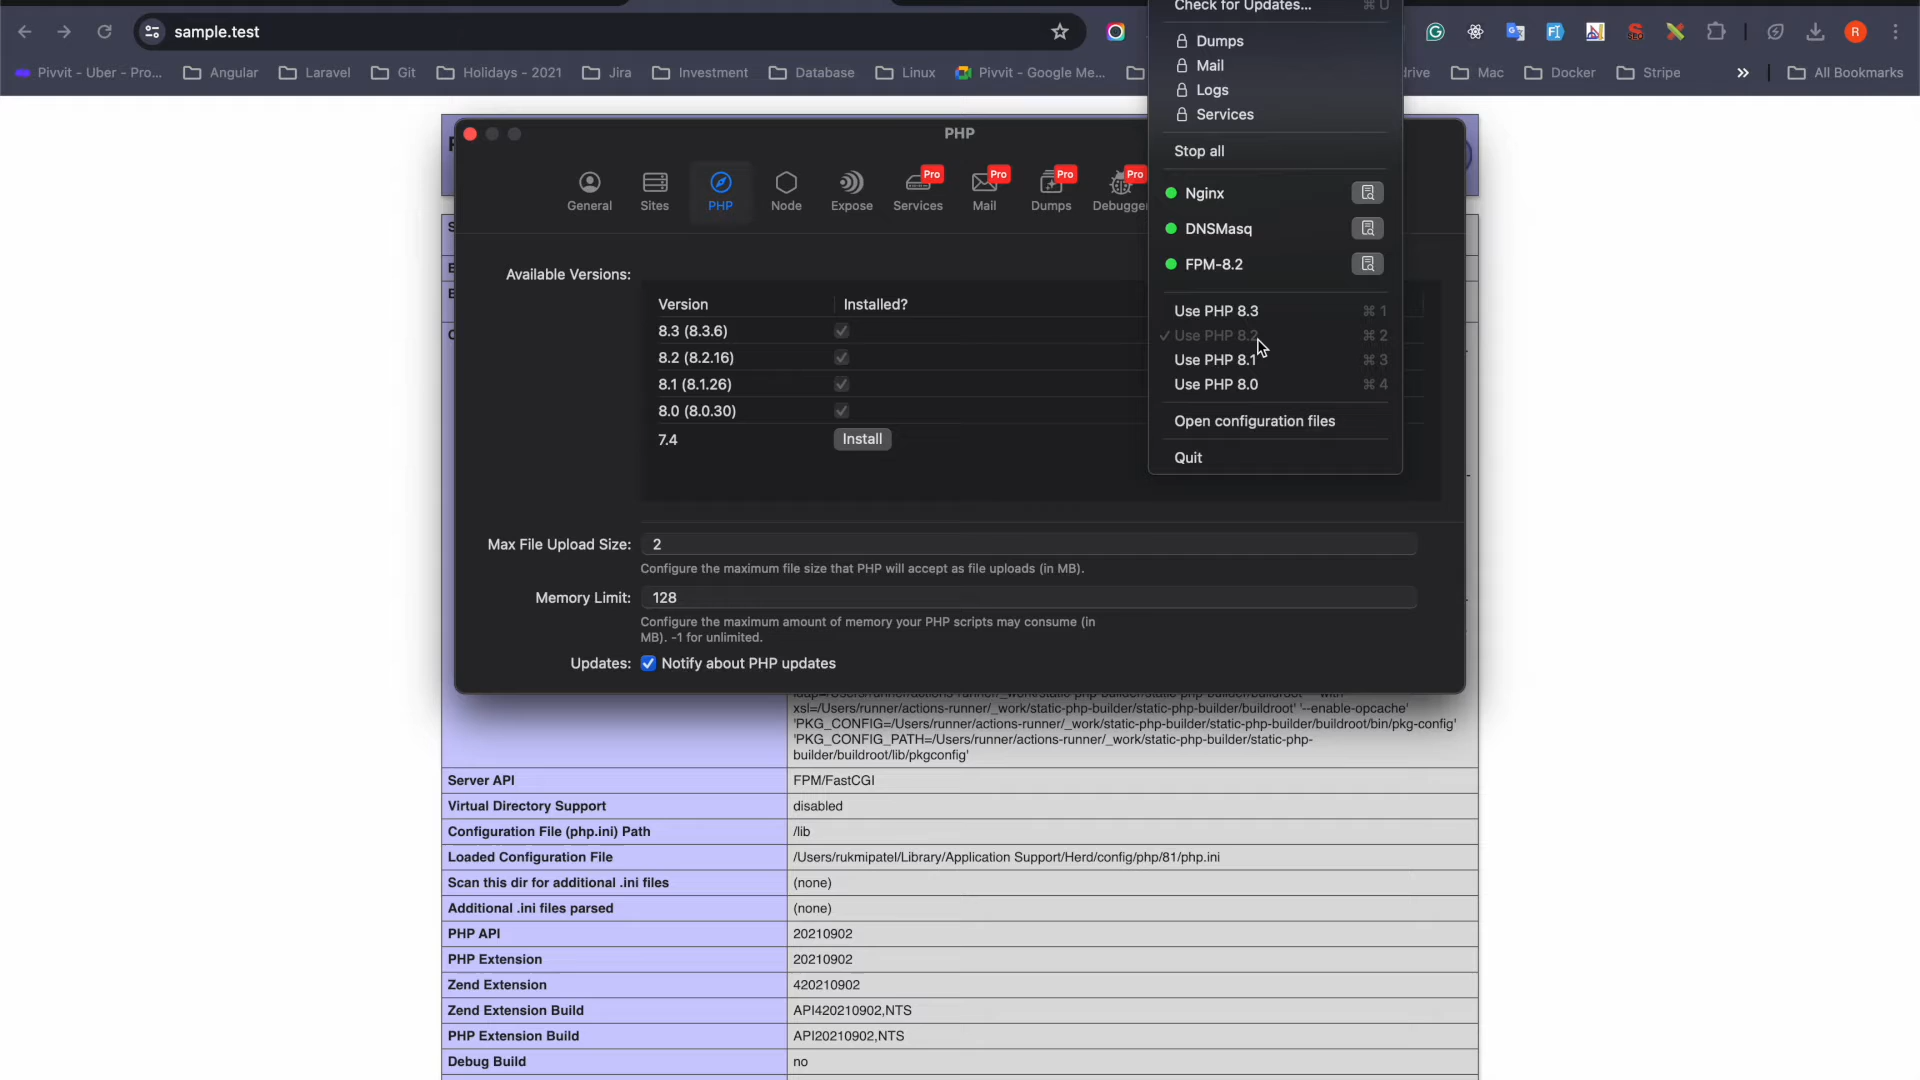 Check for Updates... ⌘ U
sample.test
R
Pivvit - Uber - Pro...
Angular
Laravel
Git
Holidays - 2021
Jira
Investment
Database
Linux
Pivvit - Google Me...
Mac
Docker
Stripe
»
All Bookmarks
Dumps
Mail
Logs
Services
Stop all
Nginx
DNSMasq
FPM-8.2
Use PHP 8.3 ⌘ 1
✓ Use PHP 8.2 ⌘ 2
Use PHP 8.1 ⌘ 3
Use PHP 8.0 ⌘ 4
Open configuration files
Quit
PHP
General
Sites
PHP
Node
Expose
Pro
Services
Pro
Mail
Pro
Dumps
Pro
Debugger
Available Versions:
Version Installed?
8.3 (8.3.6)
8.2 (8.2.16)
8.1 (8.1.26)
8.0 (8.0.30)
7.4 Install
Max File Upload Size: 2
Configure the maximum file size that PHP will accept as file uploads (in MB).
Memory Limit: 128
Configure the maximum amount of memory your PHP scripts may consume (in
MB). -1 for unlimited.
Updates: Notify about PHP updates
xsl=/Users/runner/actions-runner/_work/static-php-builder/static-php-builder/buildroot' '--enable-opcache'
'PKG_CONFIG=/Users/runner/actions-runner/_work/static-php-builder/static-php-builder/buildroot/bin/pkg-config'
'PKG_CONFIG_PATH=/Users/runner/actions-runner/_work/static-php-builder/static-php-
builder/buildroot/lib/pkgconfig'
Server API FPM/FastCGI
Virtual Directory Support disabled
Configuration File (php.ini) Path /lib
Loaded Configuration File /Users/rukmipatel/Library/Application Support/Herd/config/php/81/php.ini
Scan this dir for additional .ini files (none)
Additional .ini files parsed (none)
PHP API 20210902
PHP Extension 20210902
Zend Extension 420210902
Zend Extension Build API420210902,NTS
PHP Extension Build API20210902,NTS
Debug Build no